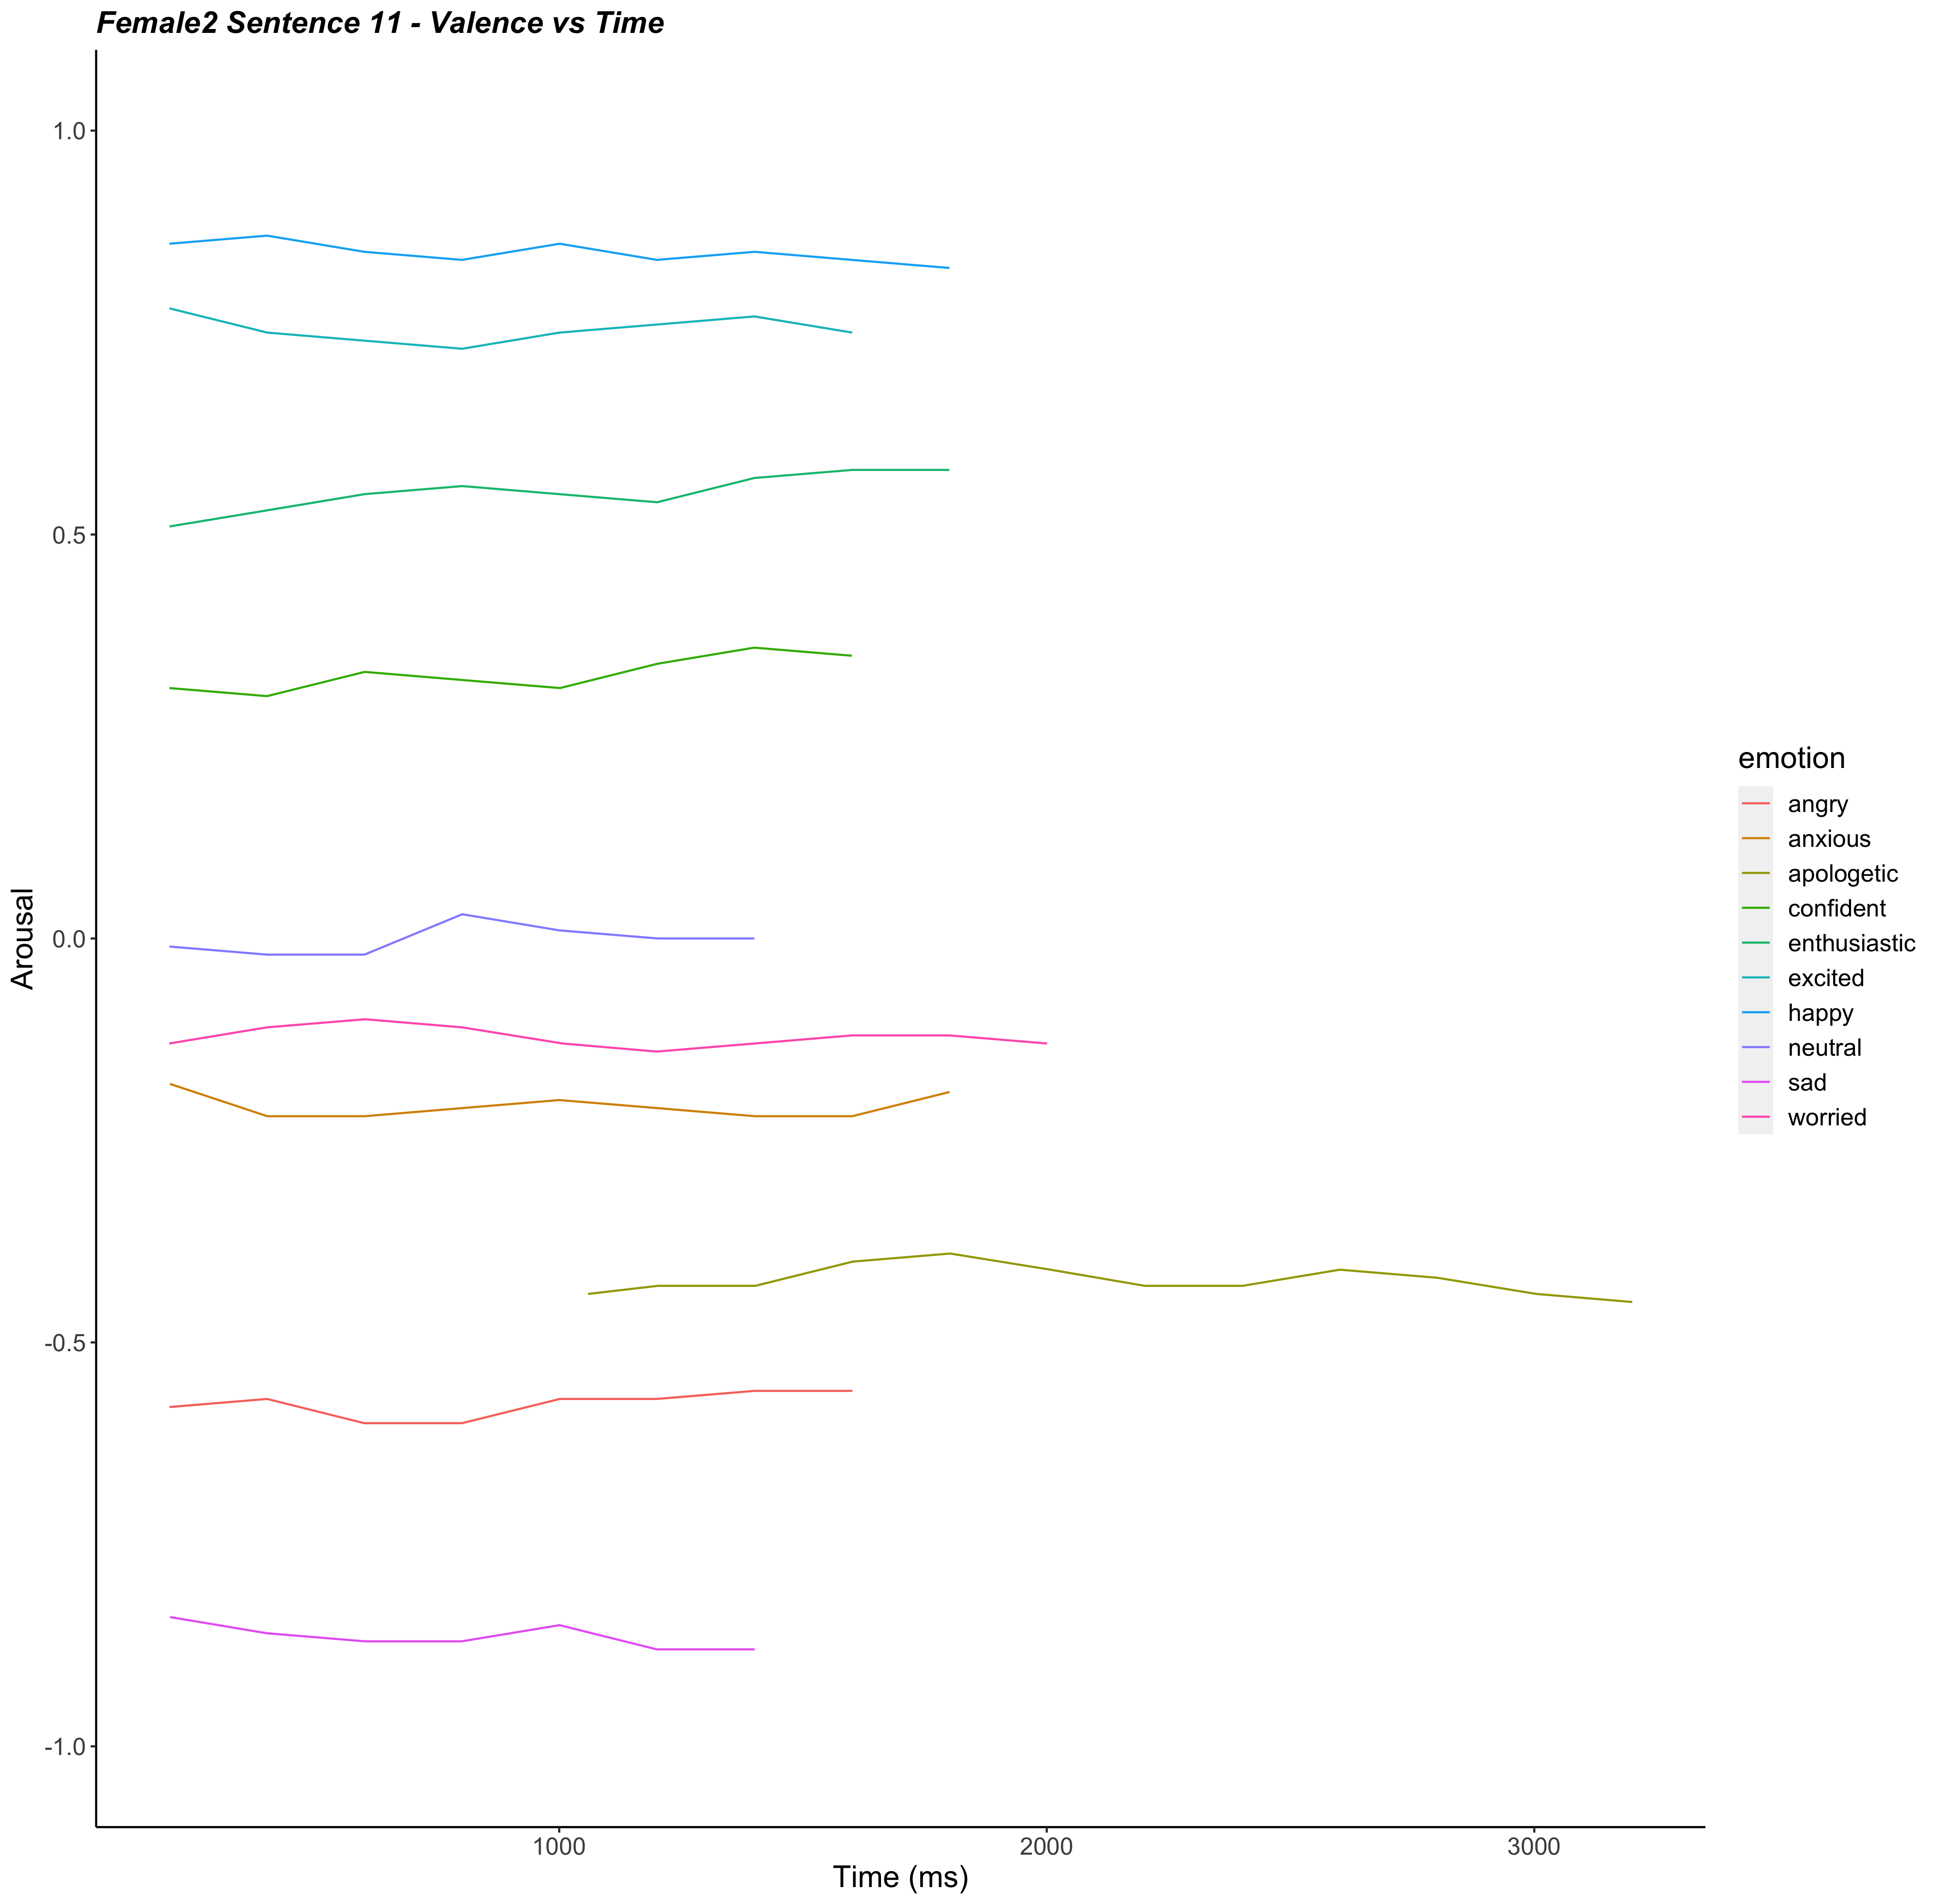 Female2 Sentence 11 - Valence vs Time
1.0
0.5
0.0
-0.5
-1.0
Arousal
1000
2000
3000
Time (ms)
emotion
angry
anxious
apologetic
confident
enthusiastic
excited
happy
neutral
sad
worried